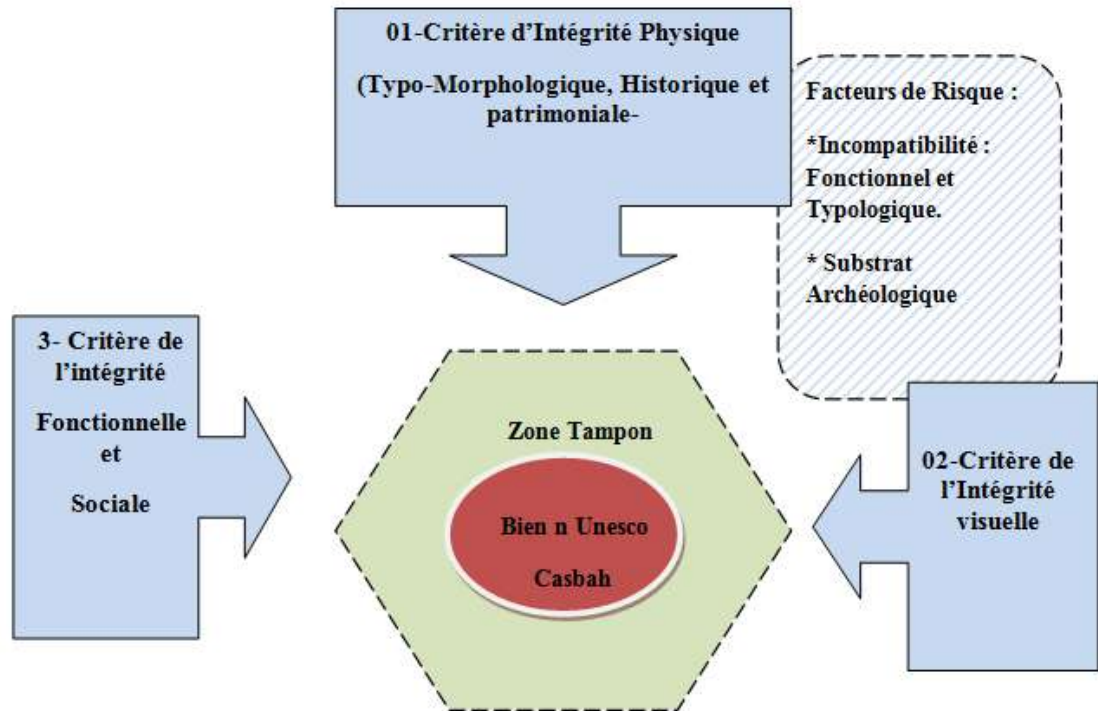 01-Critère d'Intégrité Physique
(Typo-Morphologique, Historique et
patrimoniale-
Facteurs de Risque :
*Incompatibilité :
Fonctionnel et
Typologique.
* Substrat
Archéologique
3- Critère de
l'intégrité
Fonctionnelle
et
Sociale
Zone Tampon
Bien n Unesco
Casbah
02-Critère de
l'Intégrité
visuelle